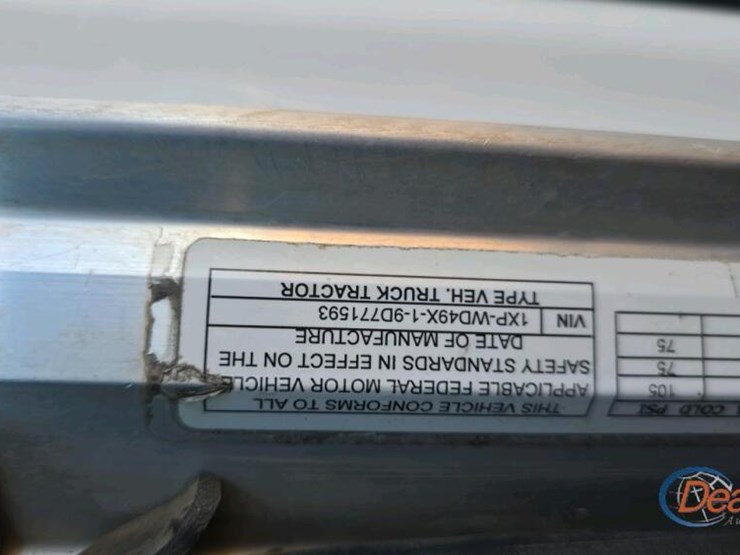 COLD PSI
105
75
75
THIS VEHICLE CONFORMS TO ALL
APPLICABLE FEDERAL MOTOR VEHICLE
SAFETY STANDARDS IN EFFECT ON THE
DATE OF MANUFACTURE
VIN 1XP-WD49X-1-9D771593
TYPE VEH. TRUCK TRACTOR
Dea